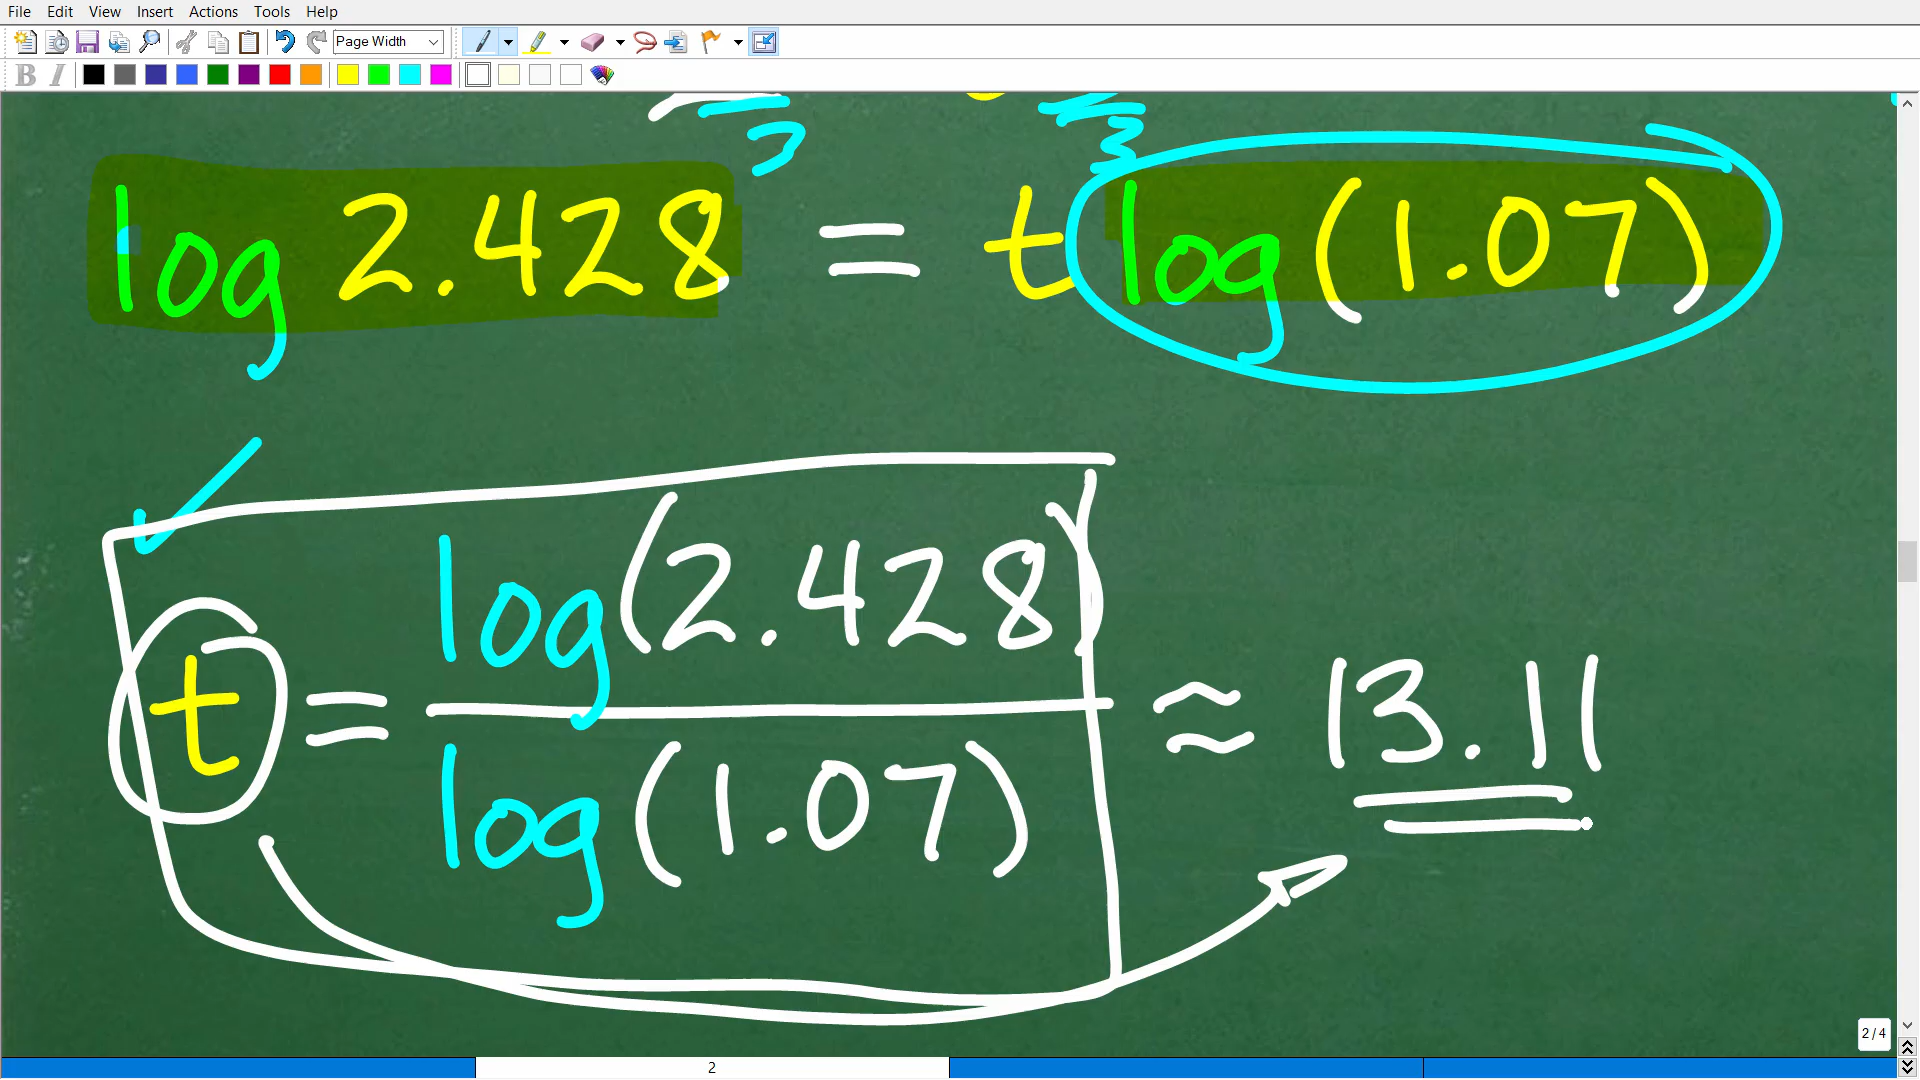 File Edit View Insert Actions Tools Help
Page Width
B I
log 2.428 = t log (1.07)
t = log(2.428) / log(1.07) ≈ 13.11
2 / 4
2